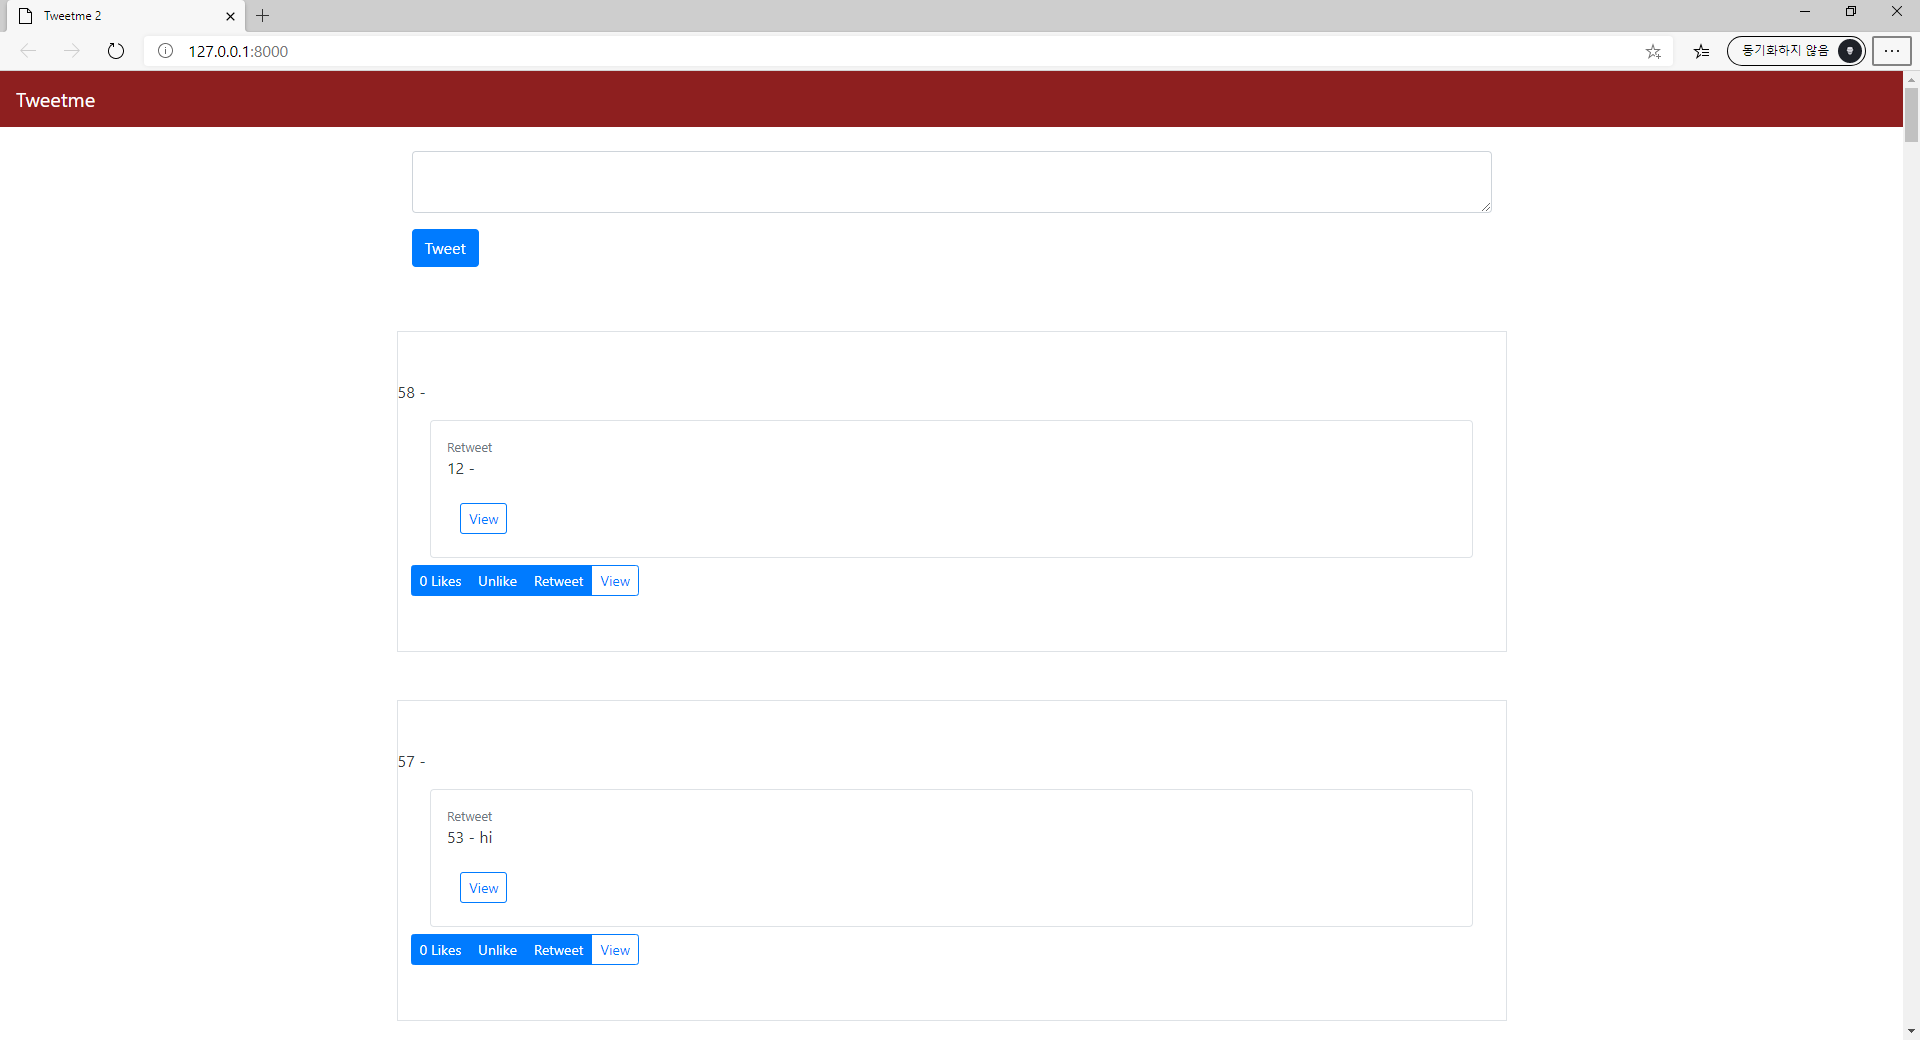 Tweetme 2
127.0.0.1:8000
동기화하지 않음
Tweetme
Tweet
58 -
Retweet
12 -
View
0 Likes Unlike Retweet View
57 -
Retweet
53 - hi
View
0 Likes Unlike Retweet View